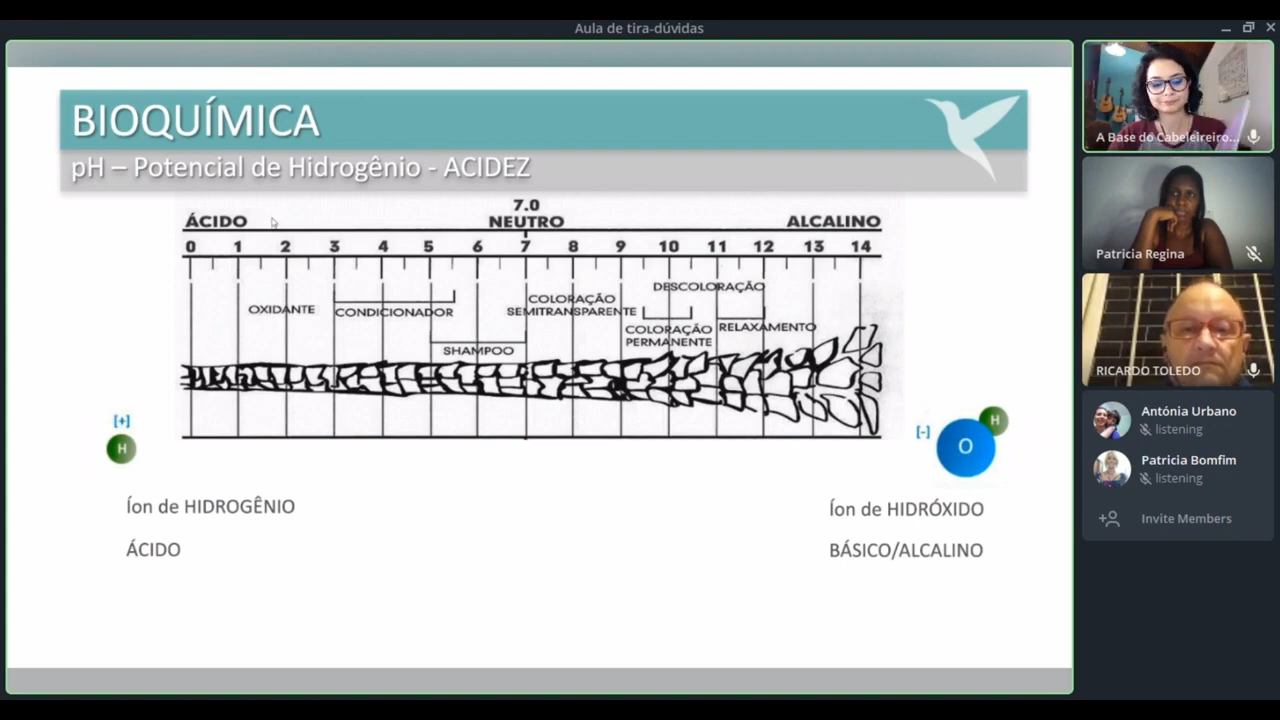 Aula de tira-dúvidas
BIOQUÍMICA
pH – Potencial de Hidrogênio - ACIDEZ
7.0
ÁCIDO NEUTRO ALCALINO
0 1 2 3 4 5 6 7 8 9 10 11 12 13 14
DESCOLORAÇÃO
OXIDANTE CONDICIONADOR
COLORAÇÃO
SEMITRANSPARENTE
COLORAÇÃO
PERMANENTE
RELAXAMENTO
SHAMPOO
[+]
H
[-]
O
H
Íon de HIDROGÊNIO
ÁCIDO
Íon de HIDRÓXIDO
BÁSICO/ALCALINO
A Base do Cabeleireiro...
Patricia Regina
RICARDO TOLEDO
Antónia Urbano
listening
Patricia Bomfim
listening
Invite Members